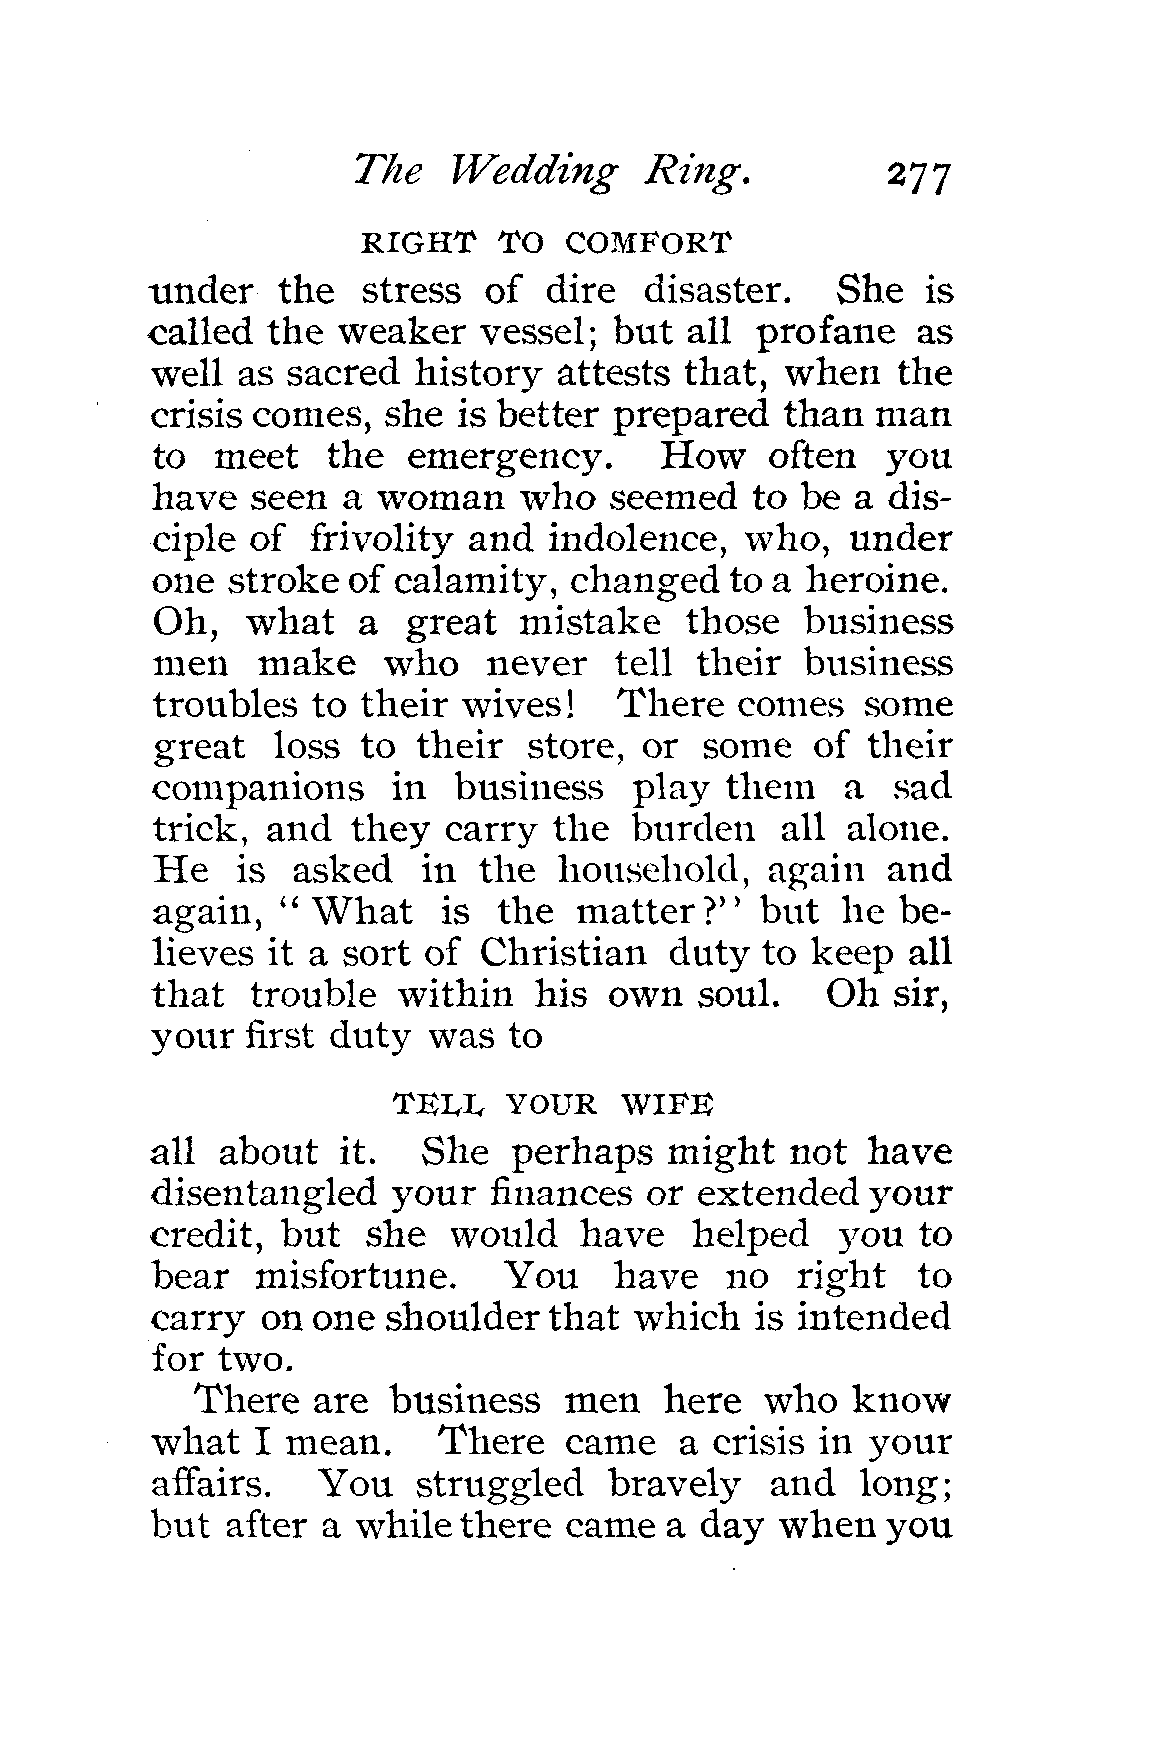 The Wedding Ring. 277
RIGHT TO COMFORT
under the stress of dire disaster. She is
called the weaker vessel; but all profane as
well as sacred history attests that, when the
crisis comes, she is better prepared than man
to meet the emergency. How often you
have seen a woman who seemed to be a dis-
ciple of frivolity and indolence, who, under
one stroke of calamity, changed to a heroine.
Oh, what a great mistake those business
men make who never tell their business
troubles to their wives! There comes some
great loss to their store, or some of their
companions in business play them a sad
trick, and they carry the burden all alone.
He is asked in the household, again and
again, “What is the matter?” but he be-
lieves it a sort of Christian duty to keep all
that trouble within his own soul. Oh sir,
your first duty was to
TELL YOUR WIFE
all about it. She perhaps might not have
disentangled your finances or extended your
credit, but she would have helped you to
bear misfortune. You have no right to
carry on one shoulder that which is intended
for two.
There are business men here who know
what I mean. There came a crisis in your
affairs. You struggled bravely and long;
but after a while there came a day when you